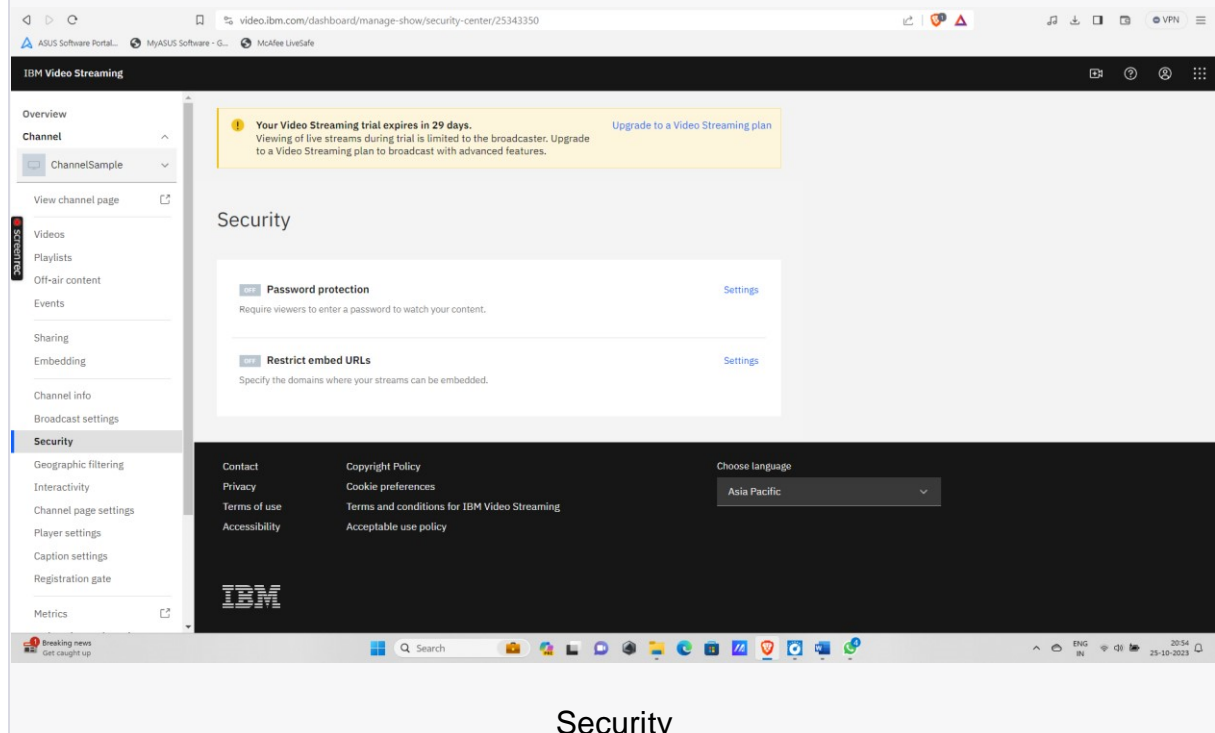 video.ibm.com/dashboard/manage-show/security-center/25343350
VPN
ASUS Software Portal...
MyASUS Software - G...
McAfee LiveSafe
IBM Video Streaming
Overview
Channel
ChannelSample
View channel page
Videos
Playlists
Off-air content
Events
Sharing
Embedding
Channel info
Broadcast settings
Security
Geographic filtering
Interactivity
Channel page settings
Player settings
Caption settings
Registration gate
Metrics
screenrec
Your Video Streaming trial expires in 29 days.
Upgrade to a Video Streaming plan
Viewing of live streams during trial is limited to the broadcaster. Upgrade
to a Video Streaming plan to broadcast with advanced features.
Security
OFF Password protection
Settings
Require viewers to enter a password to watch your content.
OFF Restrict embed URLs
Settings
Specify the domains where your streams can be embedded.
Contact
Privacy
Terms of use
Accessibility
Copyright Policy
Cookie preferences
Terms and conditions for IBM Video Streaming
Acceptable use policy
Choose language
Asia Pacific
IBM
1
Breaking news
Get caught up
Search
4
ENG
IN
20:54
25-10-2023
Security